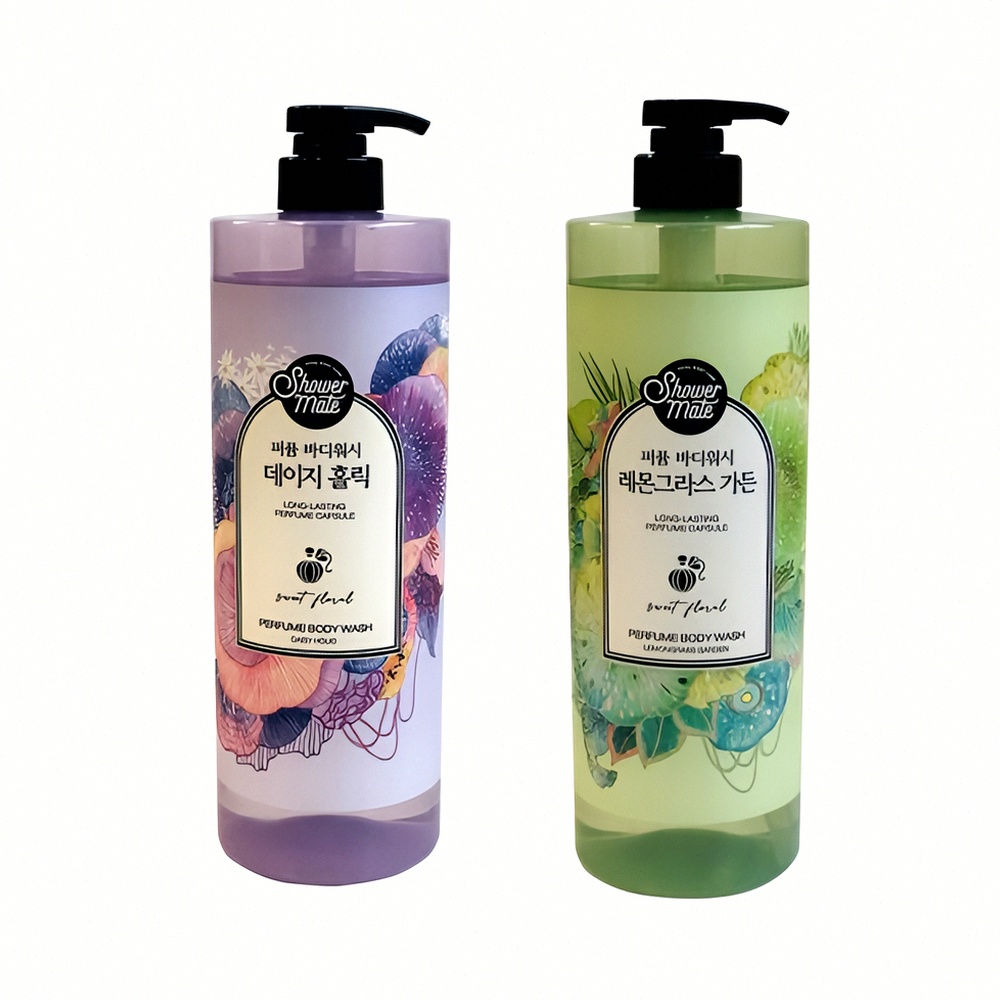 Shower
mate
퍼퓸 바디워시
데이지 홀릭
LONG-LASTING
PERFUME CAPSULE
sweet floral
PERFUME BODY WASH
Shower
mate
퍼퓸 바디워시
레몬그라스 가든
LONG-LASTING
PERFUME CAPSULE
sweet floral
PERFUME BODY WASH
LEMONGRASS GARDEN